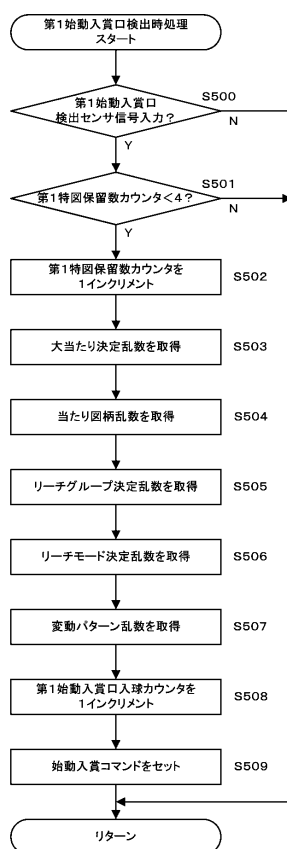 第1始動入賞口検出時処理
スタート
第1始動入賞口
検出センサ信号入力?
S500
N
Y
第1特図保留数カウンタ<4?
S501
N
Y
第1特図保留数カウンタを
1インクリメント
S502
大当たり決定乱数を取得
S503
当たり図柄乱数を取得
S504
リーチグループ決定乱数を取得
S505
リーチモード決定乱数を取得
S506
変動パターン乱数を取得
S507
第1始動入賞口入球カウンタを
1インクリメント
S508
始動入賞コマンドをセット
S509
リターン